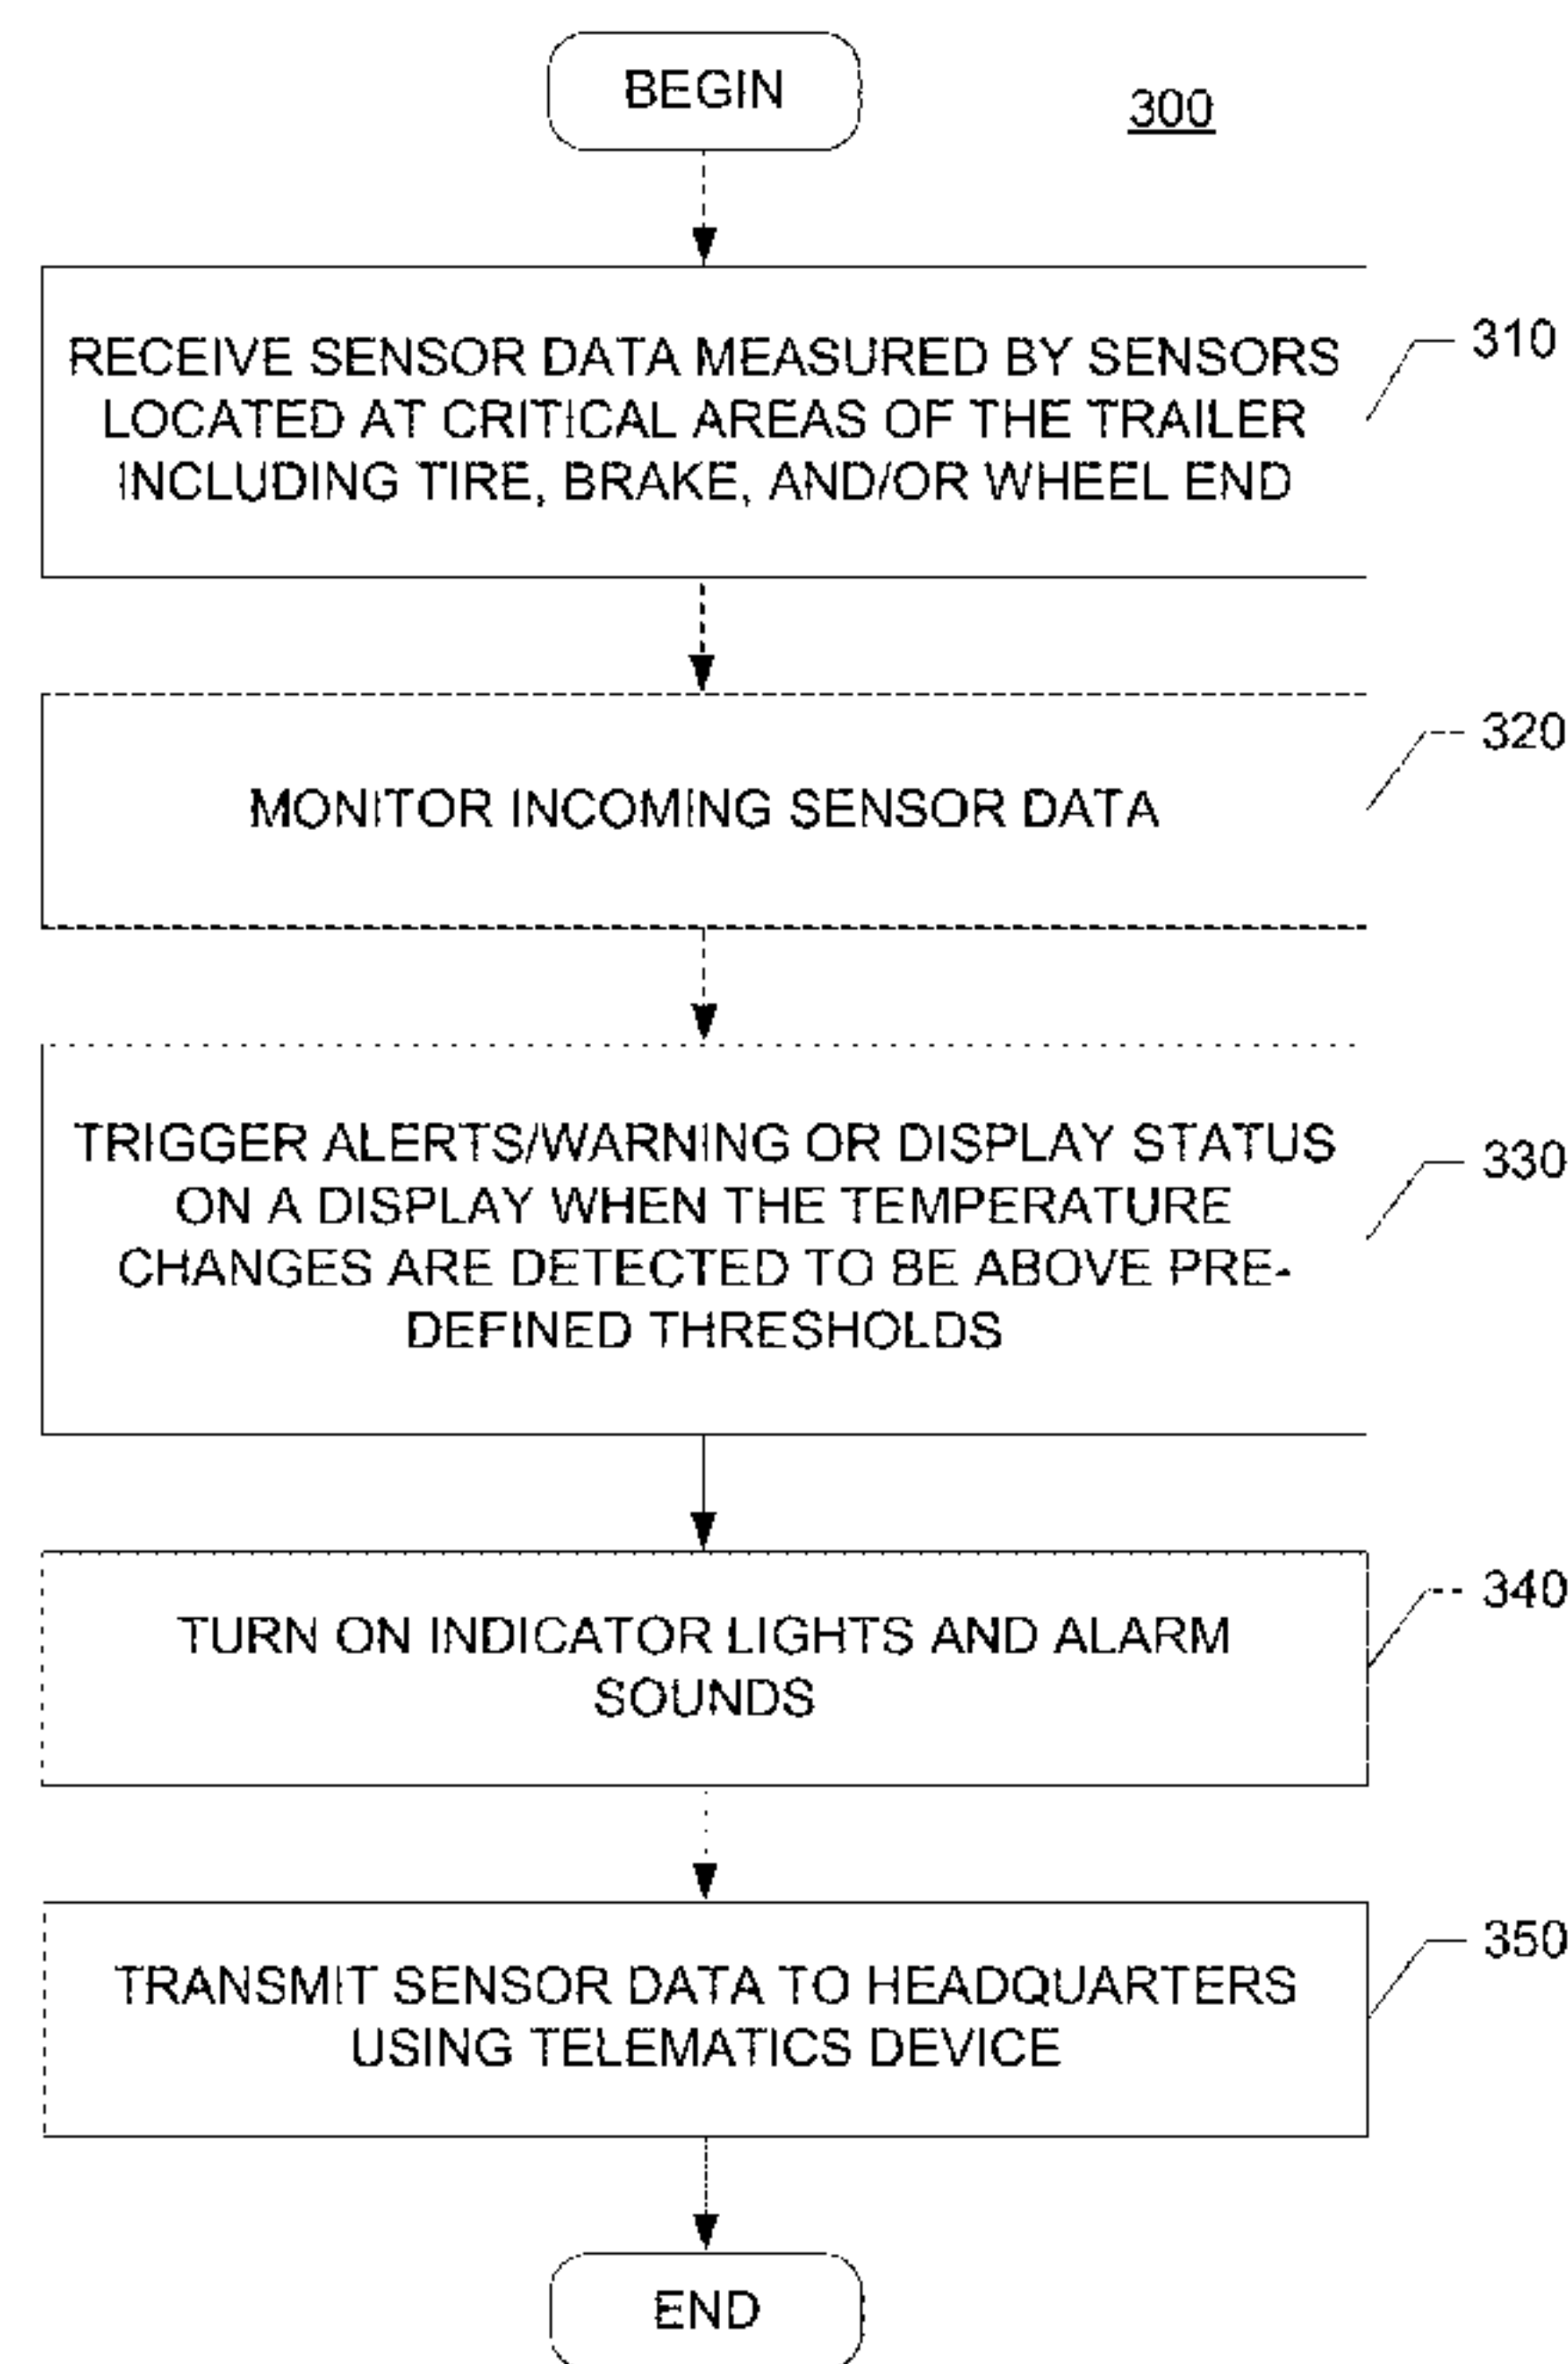 BEGIN
300
RECEIVE SENSOR DATA MEASURED BY SENSORS
LOCATED AT CRITICAL AREAS OF THE TRAILER
INCLUDING TIRE, BRAKE, AND/OR WHEEL END
310
MONITOR INCOMING SENSOR DATA
320
TRIGGER ALERTS/WARNING OR DISPLAY STATUS
ON A DISPLAY WHEN THE TEMPERATURE
CHANGES ARE DETECTED TO BE ABOVE PRE-
DEFINED THRESHOLDS
330
TURN ON INDICATOR LIGHTS AND ALARM
SOUNDS
340
TRANSMIT SENSOR DATA TO HEADQUARTERS
USING TELEMATICS DEVICE
350
END